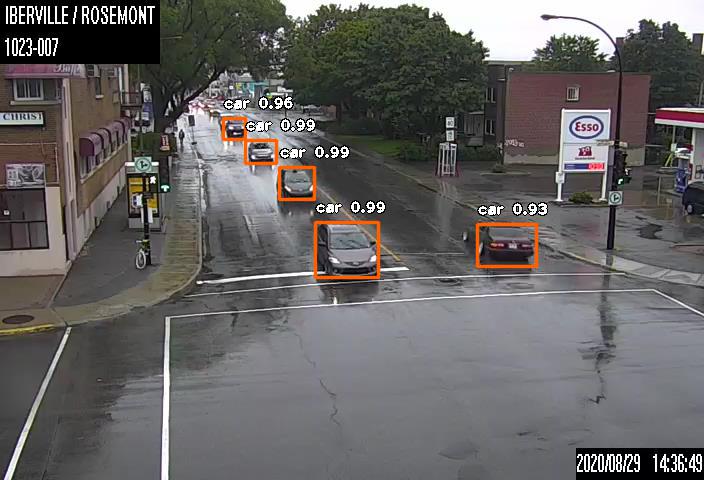 IBERVILLE / ROSEMONT
1023-007
car 0.96
car 0.99
car 0.99
car 0.99
car 0.93
CHRIST
Esso
2020/08/29 14:36:49